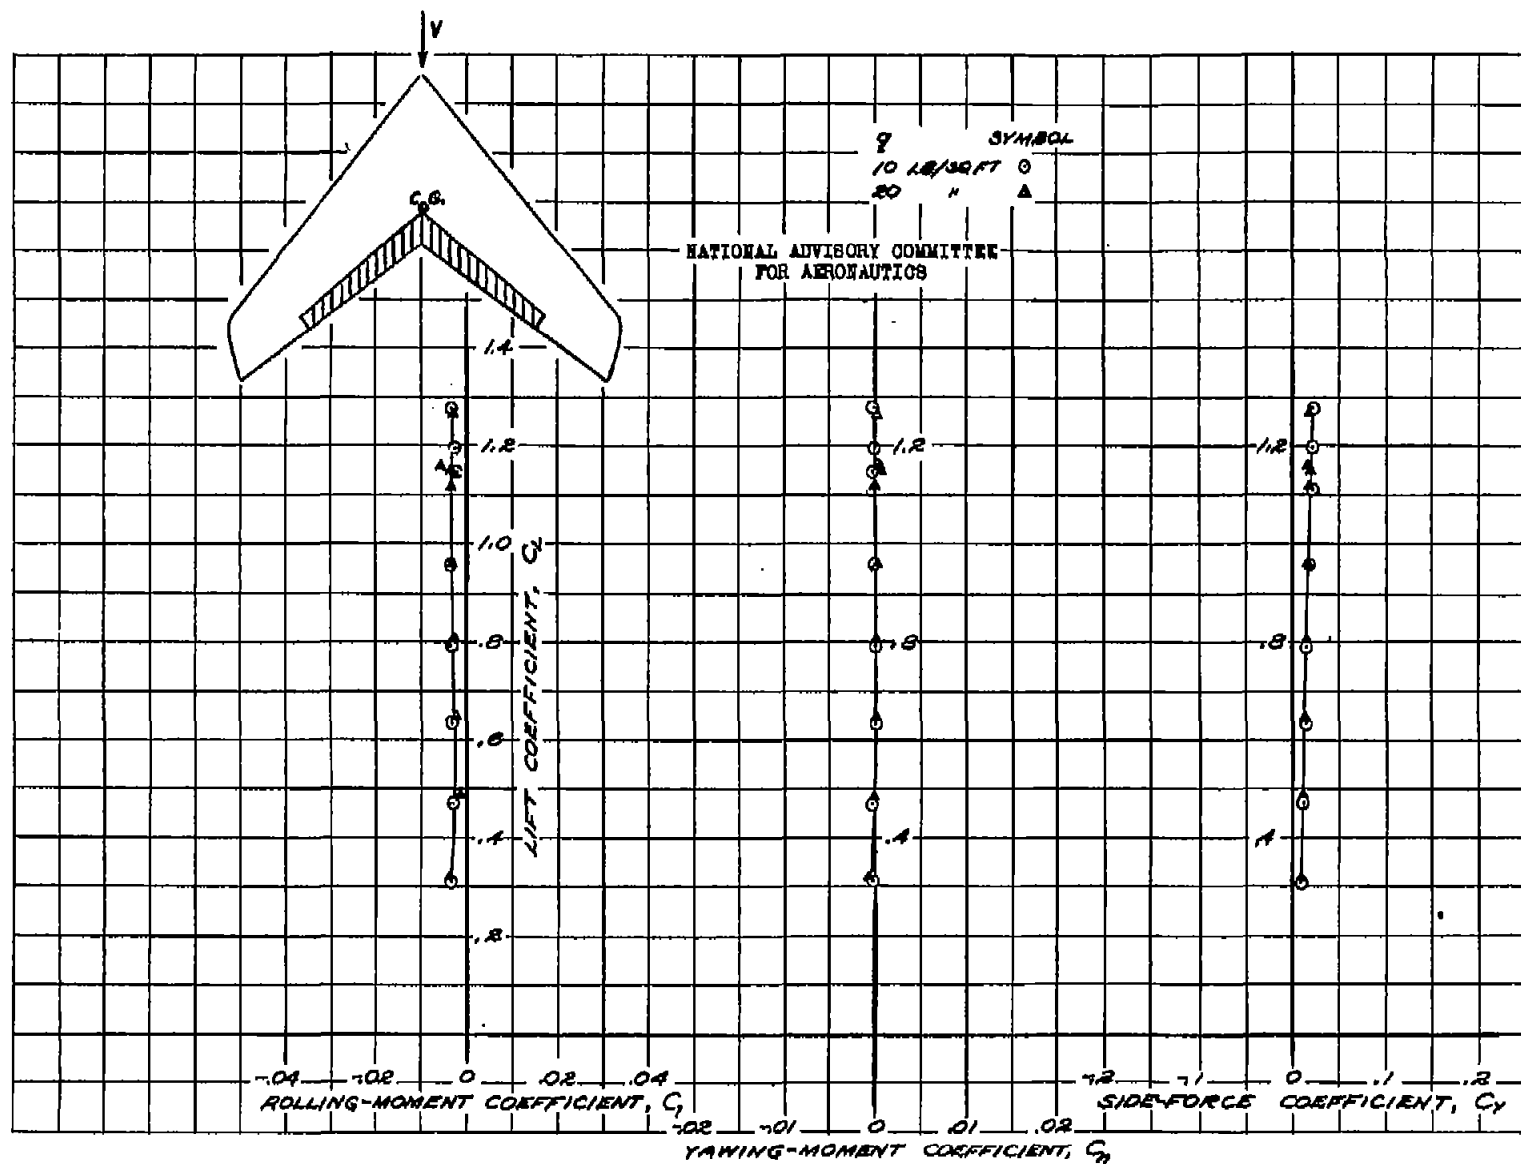 V
C.G.
q SYMBOL
10 LB/SQ FT
20 "
NATIONAL ADVISORY COMMITTEE
FOR AERONAUTICS
1.4
1.2 1.2 1.2
1.0
.8 .8 .8
.6
.4 .4 .4
.2
LIFT COEFFICIENT, CL
-.04 -.02 0 .02 .04
ROLLING-MOMENT COEFFICIENT, Cl
-.02 -.01 0 .01 .02
YAWING-MOMENT COEFFICIENT, Cn
-.2 -.1 0 .1 .2
SIDE-FORCE COEFFICIENT, CY